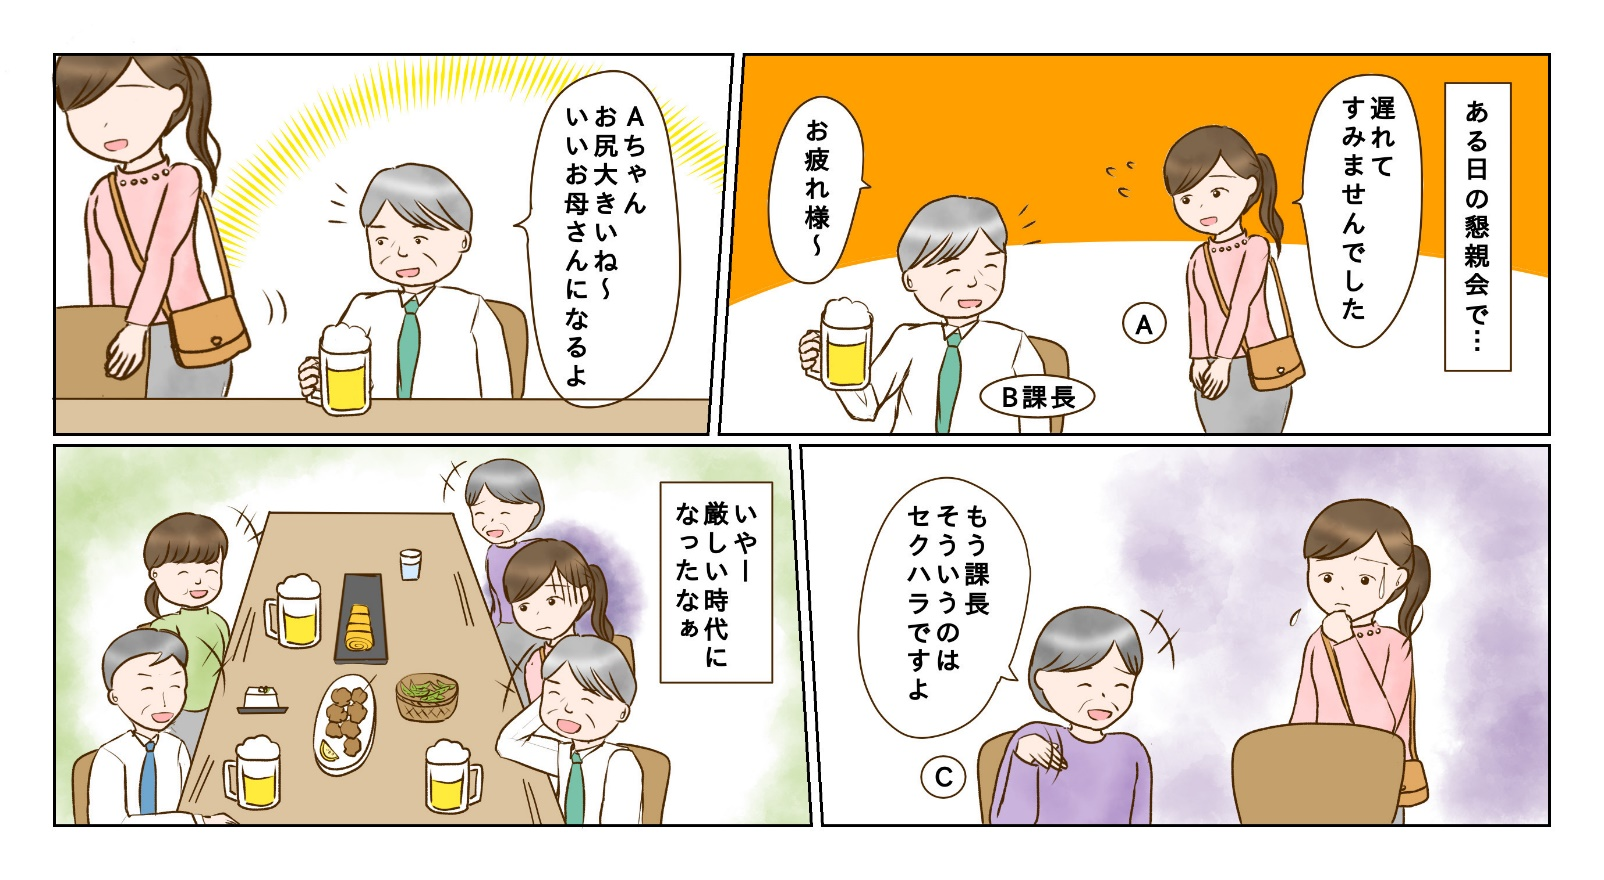 ある日の懇親会で…
遅れて
すみませんでした
A
お疲れ様～
B課長
Aちゃん
お尻大きいね～
いいお母さんになるよ
もう課長
そういうのは
セクハラですよ
C
いやー
厳しい時代に
なったなぁ